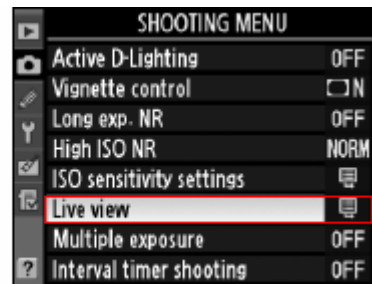 SHOOTING MENU
Active D-Lighting OFF
Vignette control N
Long exp. NR OFF
High ISO NR NORM
ISO sensitivity settings
Live view
Multiple exposure OFF
? Interval timer shooting OFF